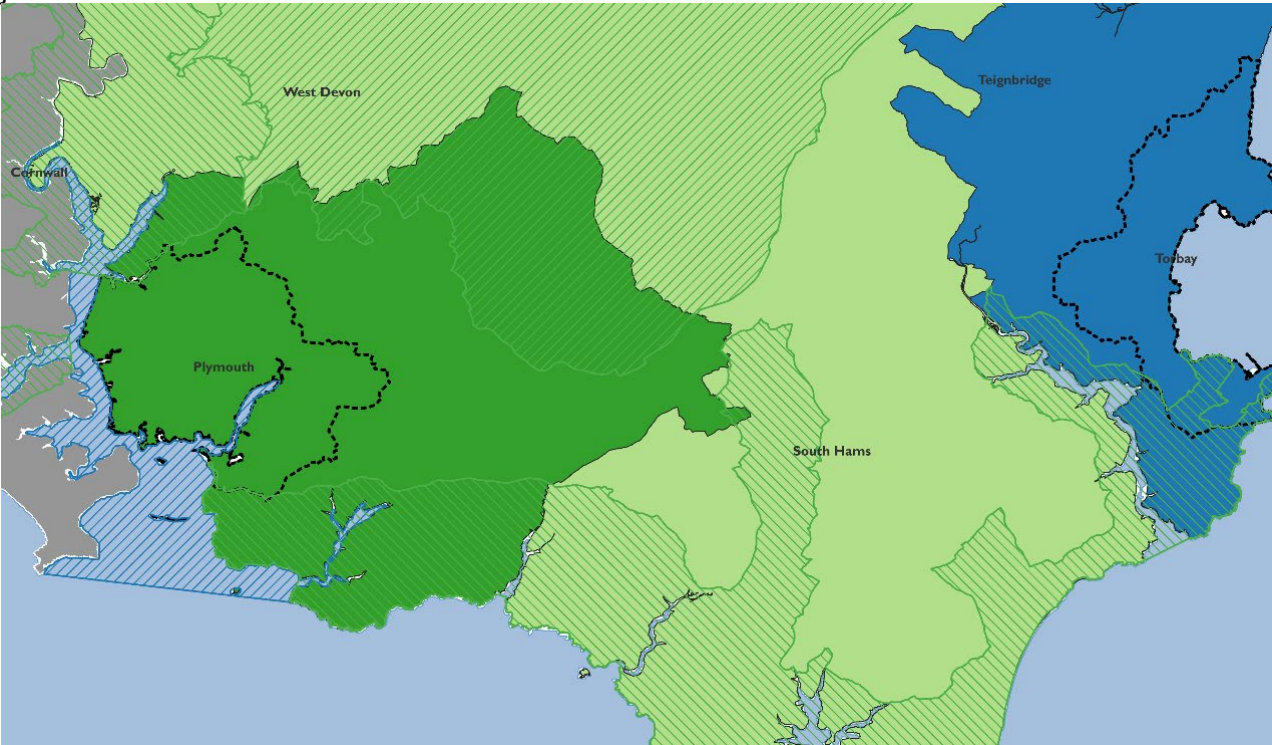 Teignbridge
West Devon
Cornwall
Torbay
Plymouth
South Hams